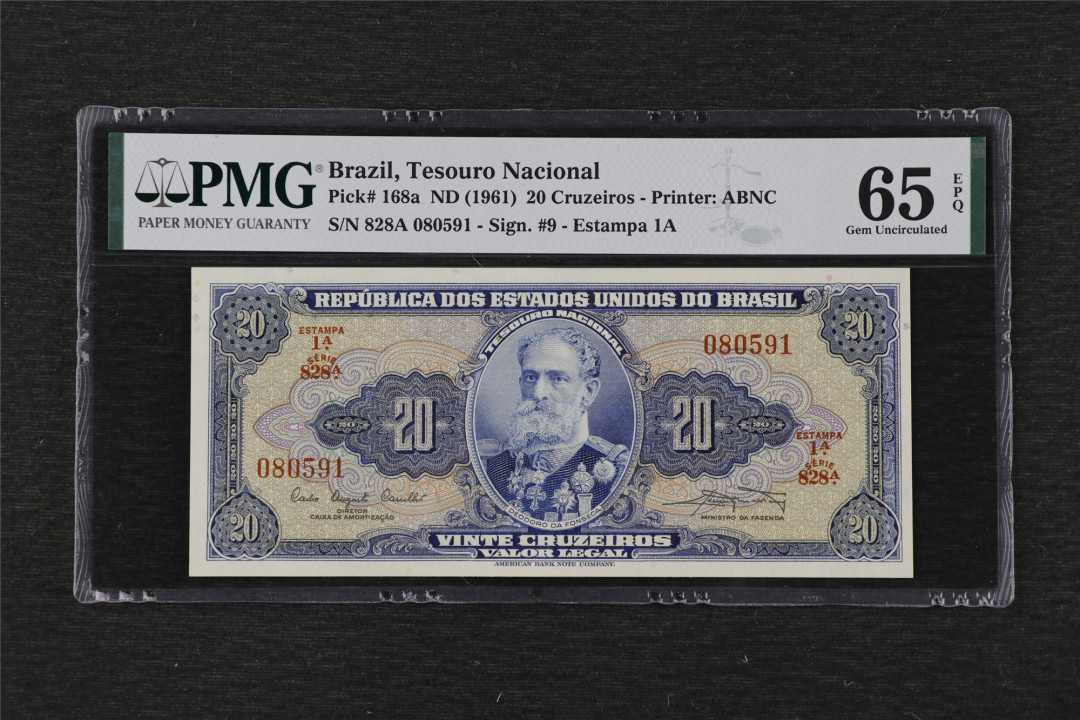 PMG®
PAPER MONEY GUARANTY
Brazil, Tesouro Nacional
Pick# 168a ND (1961) 20 Cruzeiros - Printer: ABNC
S/N 828A 080591 - Sign. #9 - Estampa 1A
65
EPQ
Gem Uncirculated
REPÚBLICA DOS ESTADOS UNIDOS DO BRASIL
TESOURO NACIONAL
20
20
ESTAMPA
1A
SÉRIE
828A
080591
20
20
ESTAMPA
1A
SÉRIE
828A
080591
DIRETOR
CAIXA DE AMORTIZAÇÃO
MINISTRO DA FAZENDA
DEODORO DA FONSECA
20
20
VINTE CRUZEIROS
VALOR LEGAL
AMERICAN BANK NOTE COMPANY.